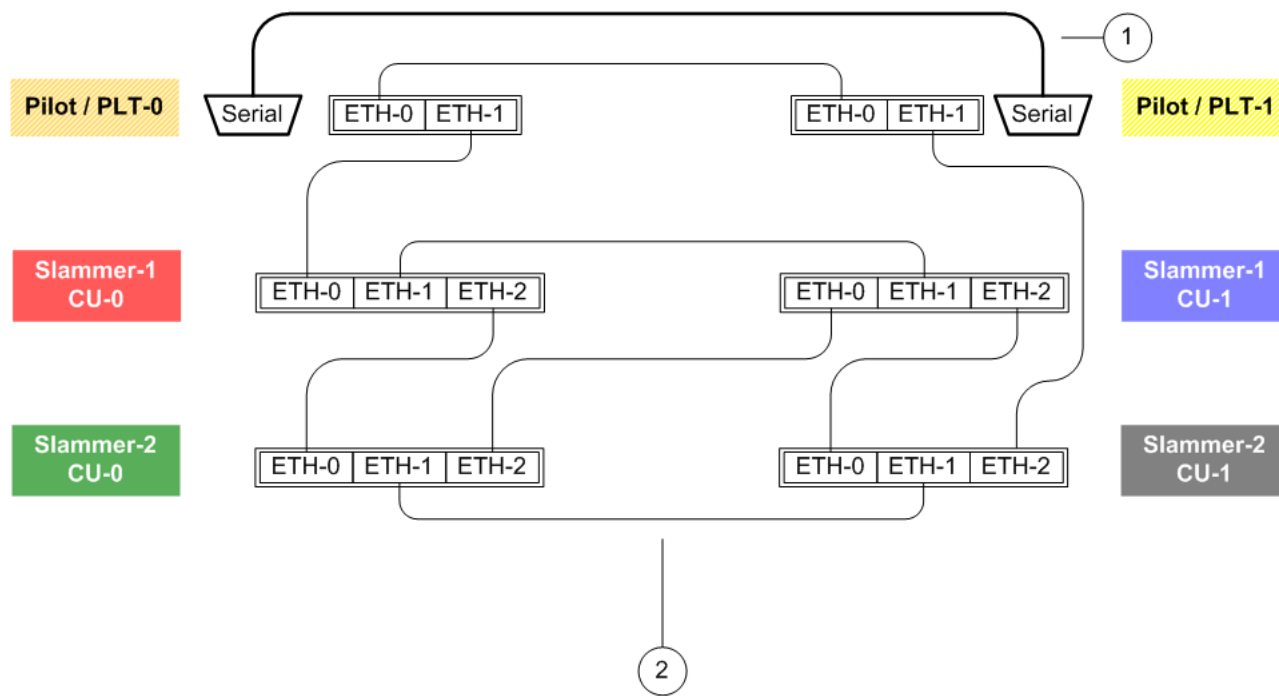 1
Pilot / PLT-0
Serial
ETH-0 ETH-1
ETH-0 ETH-1
Serial
Pilot / PLT-1
Slammer-1
CU-0
ETH-0 ETH-1 ETH-2
ETH-0 ETH-1 ETH-2
Slammer-1
CU-1
Slammer-2
CU-0
ETH-0 ETH-1 ETH-2
ETH-0 ETH-1 ETH-2
Slammer-2
CU-1
2